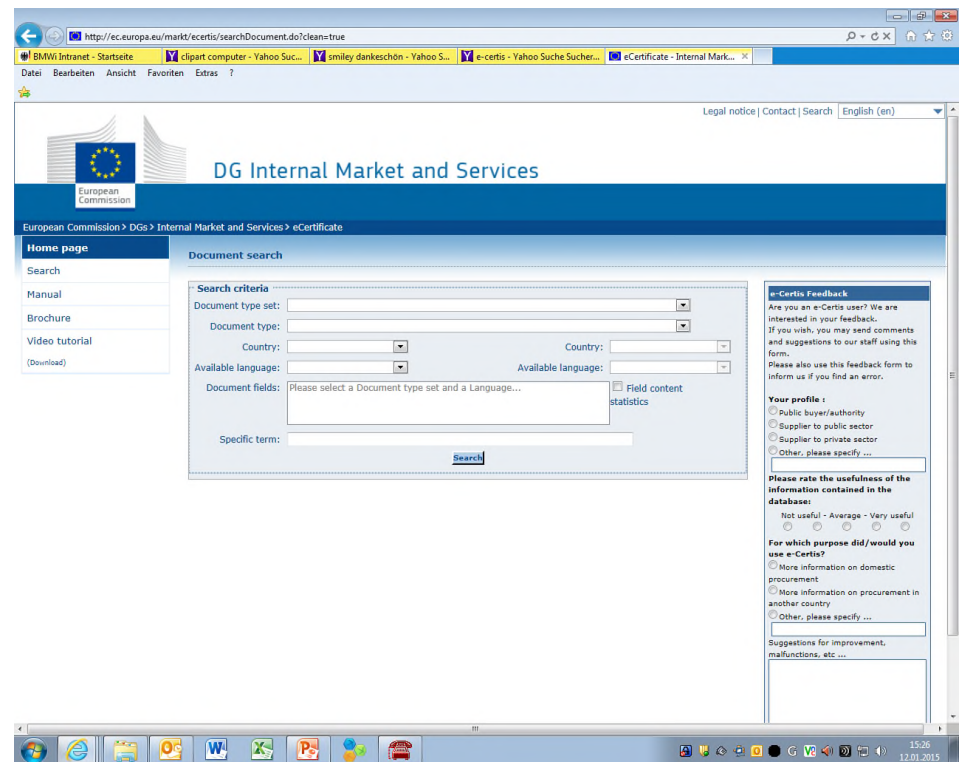 http://ec.europa.eu/markt/ecertis/searchDocument.do?clean=true
BMWi Intranet - Startseite
clipart computer - Yahoo Suc...
smiley dankeschön - Yahoo S...
e-certis - Yahoo Suche Sucher...
eCertificate - Internal Mark...
Datei Bearbeiten Ansicht Favoriten Extras ?
Legal notice | Contact | Search English (en)
European
Commission
DG Internal Market and Services
European Commission > DGs > Internal Market and Services > eCertificate
Home page
Search
Manual
Brochure
Video tutorial
(Download)
Document search
Search criteria
Document type set:
Document type:
Country: Country:
Available language: Available language:
Document fields: Please select a Document type set and a Language... Field content
statistics
Specific term:
Search
e-Certis Feedback
Are you an e-Certis user? We are
interested in your feedback.
If you wish, you may send comments
and suggestions to our staff using this
form.
Please also use this feedback form to
inform us if you find an error.
Your profile :
Public buyer/authority
Supplier to public sector
Supplier to private sector
Other, please specify ...
Please rate the usefulness of the
information contained in the
database:
Not useful - Average - Very useful
For which purpose did/would you
use e-Certis?
More information on domestic
procurement
More information on procurement in
another country
Other, please specify ...
Suggestions for improvement,
malfunctions, etc ...
15:26
12.01.2015